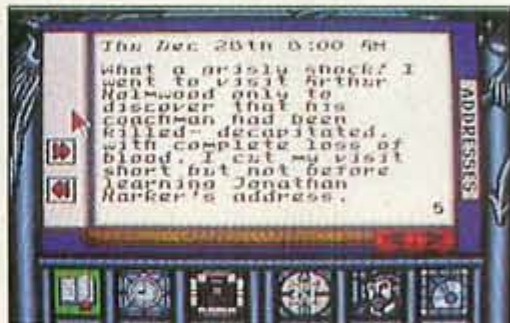 Thu Dec 28th 8:00 AM
What a grisly shock! I
went to visit Arthur
Holmwood only to
discover that his
coachman had been
killed- decapitated,
with complete loss of
blood. I cut my visit
short but not before
learning Jonathan
Harker's address.
5
ADDRESSES